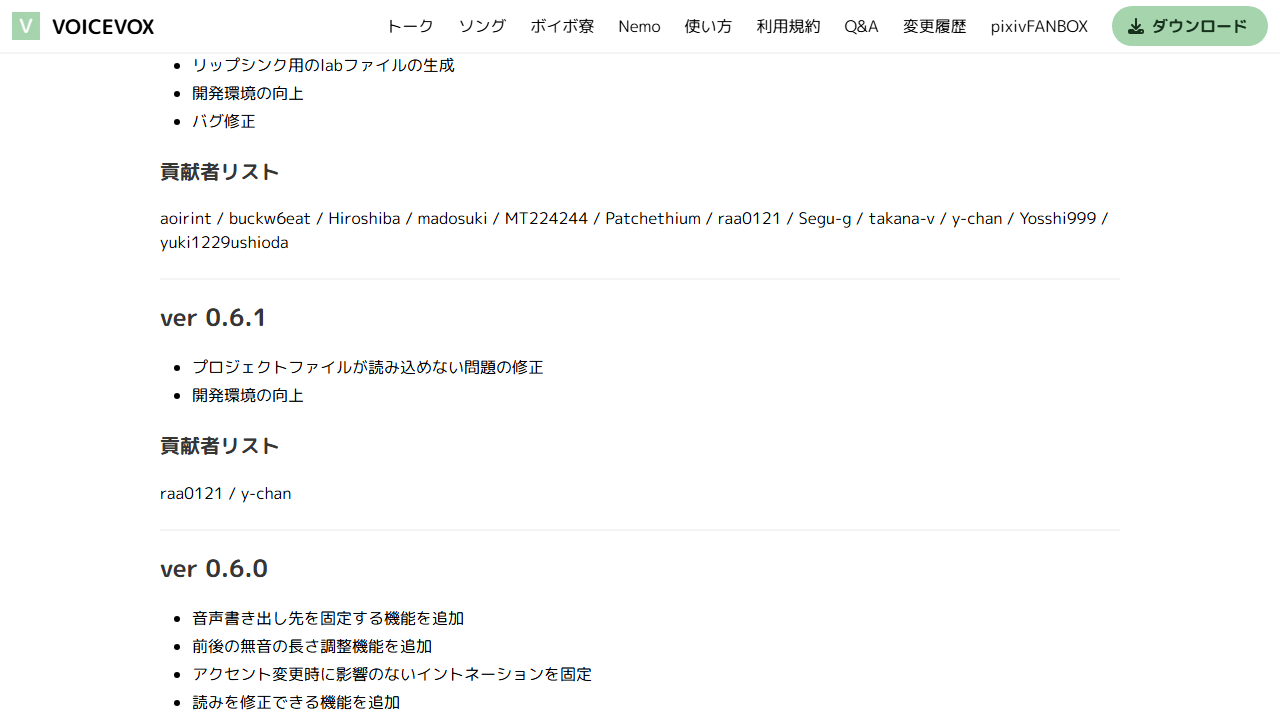 V VOICEVOX トーク ソング ボイボ寮 Nemo 使い方 利用規約 Q&A 変更履歴 pixivFANBOX ダウンロード
リップシンク用のlabファイルの生成
開発環境の向上
バグ修正
貢献者リスト
aoirint / buckw6eat / Hiroshiba / madosuki / MT224244 / Patchethium / raa0121 / Segu-g / takana-v / y-chan / Yosshi999 /
yuki1229ushioda
ver 0.6.1
プロジェクトファイルが読み込めない問題の修正
開発環境の向上
貢献者リスト
raa0121 / y-chan
ver 0.6.0
音声書き出し先を固定する機能を追加
前後の無音の長さ調整機能を追加
アクセント変更時に影響のないイントネーションを固定
読みを修正できる機能を追加